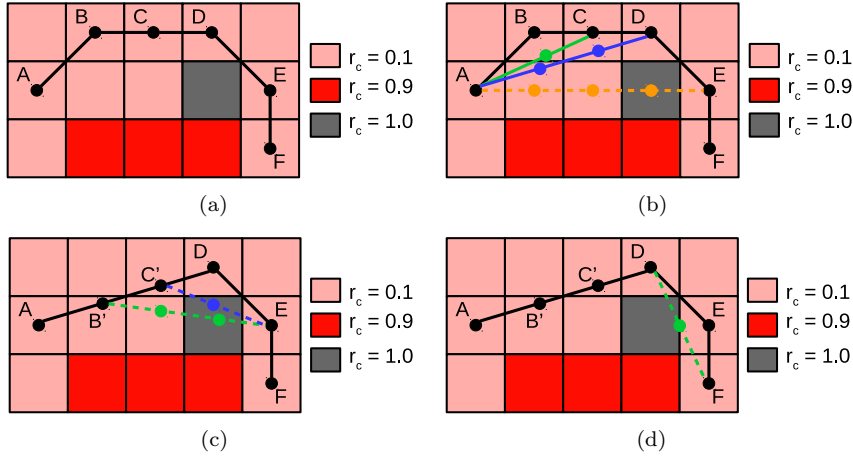 B C D
A
E
F
r_c = 0.1
r_c = 0.9
r_c = 1.0
(a)
B C D
A
E
F
r_c = 0.1
r_c = 0.9
r_c = 1.0
(b)
D
C'
A
B'
E
F
r_c = 0.1
r_c = 0.9
r_c = 1.0
(c)
D
C'
A
B'
E
F
r_c = 0.1
r_c = 0.9
r_c = 1.0
(d)